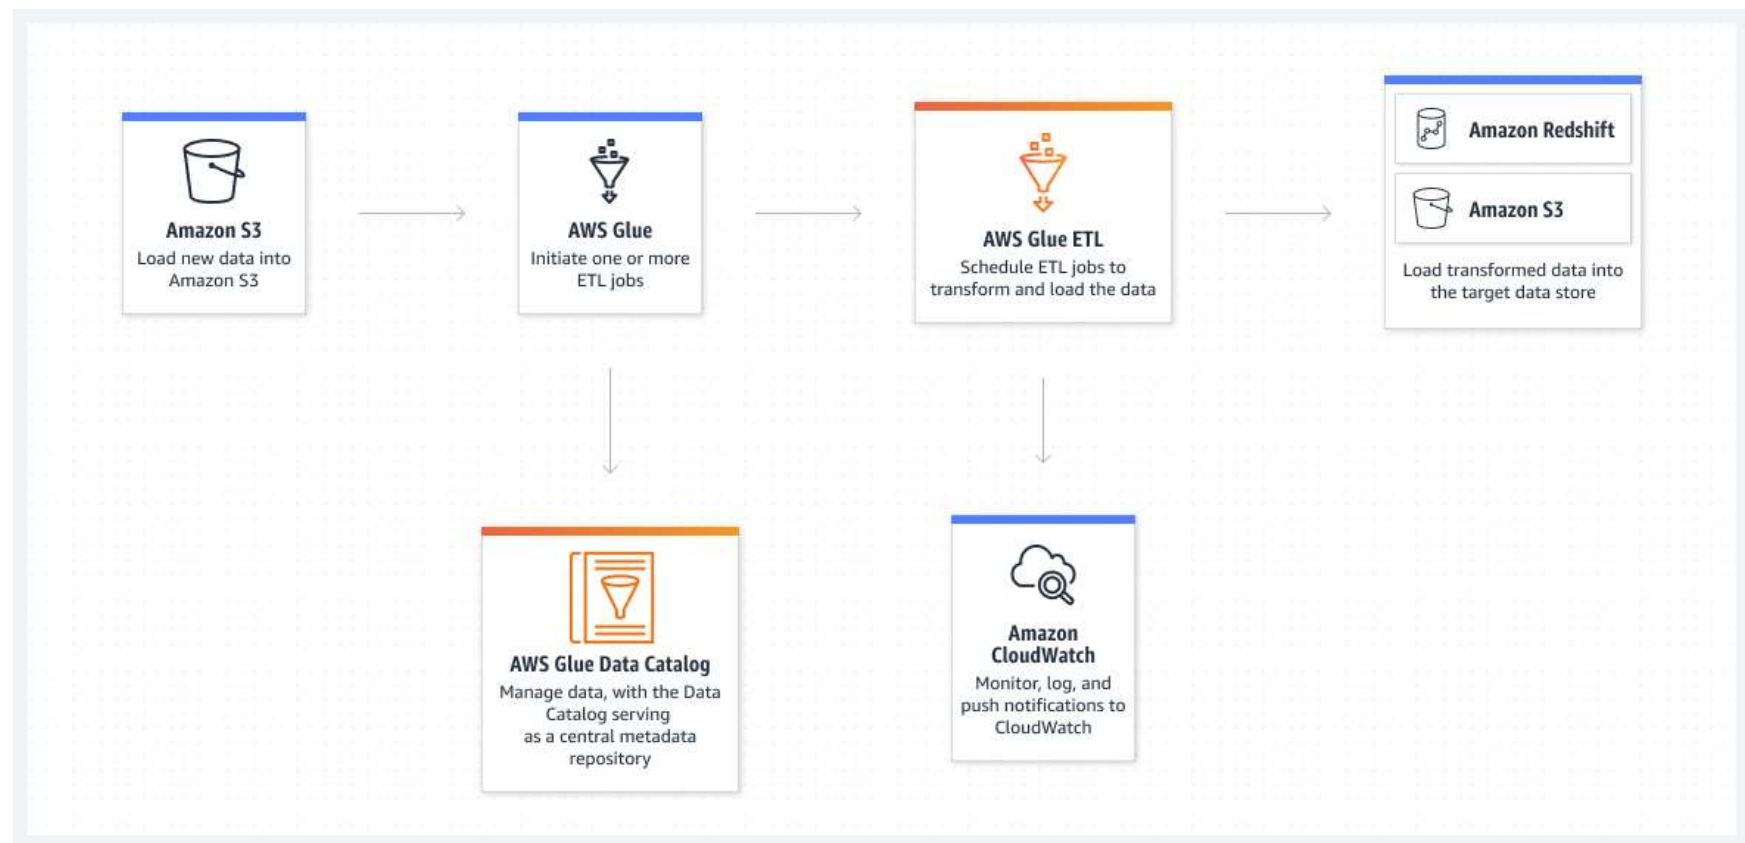 Amazon S3
Load new data into
Amazon S3
AWS Glue
Initiate one or more
ETL jobs
AWS Glue ETL
Schedule ETL jobs to
transform and load the data
Amazon Redshift
Amazon S3
Load transformed data into
the target data store
AWS Glue Data Catalog
Manage data, with the Data
Catalog serving
as a central metadata
repository
Amazon
CloudWatch
Monitor, log, and
push notifications to
CloudWatch